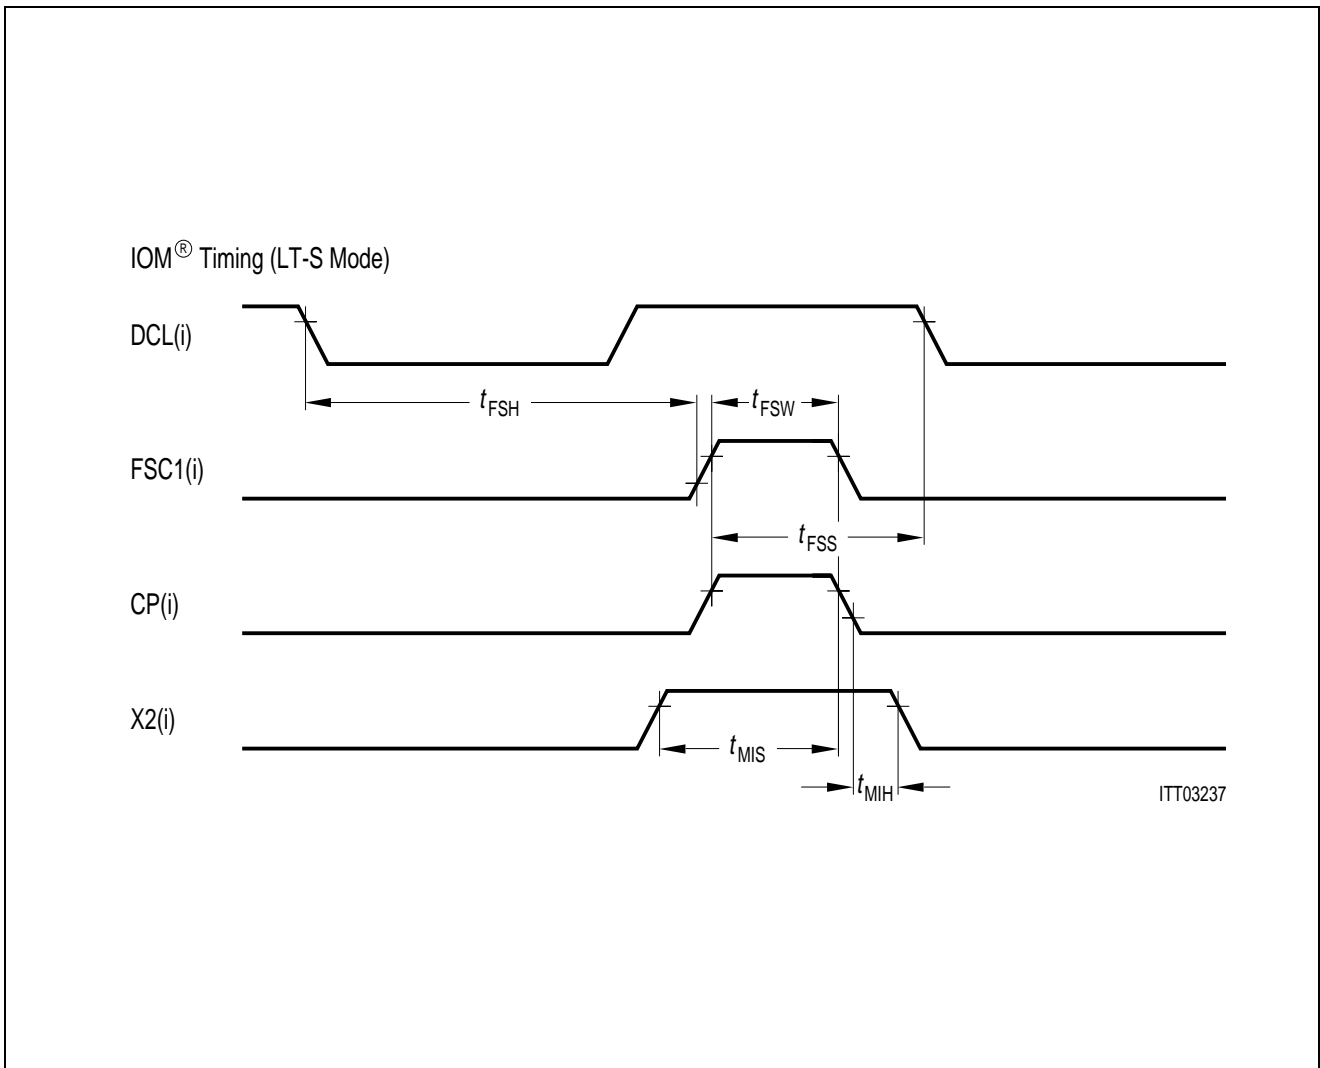 IOM® Timing (LT-S Mode)
DCL(i)
tFSH
tFSW
FSC1(i)
tFSS
CP(i)
X2(i)
tMIS
tMIH
ITT03237